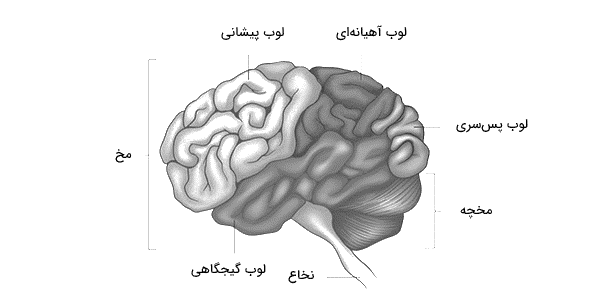 لوب آهیانه‌ای
لوب پیشانی
لوب پس‌سری
مخ
مخچه
لوب گیجگاهی
نخاع